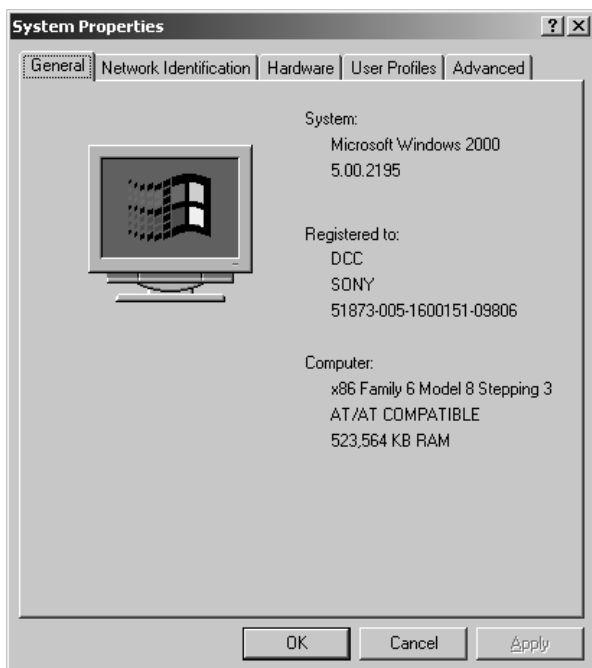 System Properties
General Network Identification Hardware User Profiles Advanced
System:
Microsoft Windows 2000
5.00.2195
Registered to:
DCC
SONY
51873-005-1600151-09806
Computer:
x86 Family 6 Model 8 Stepping 3
AT/AT COMPATIBLE
523,564 KB RAM
OK Cancel Apply